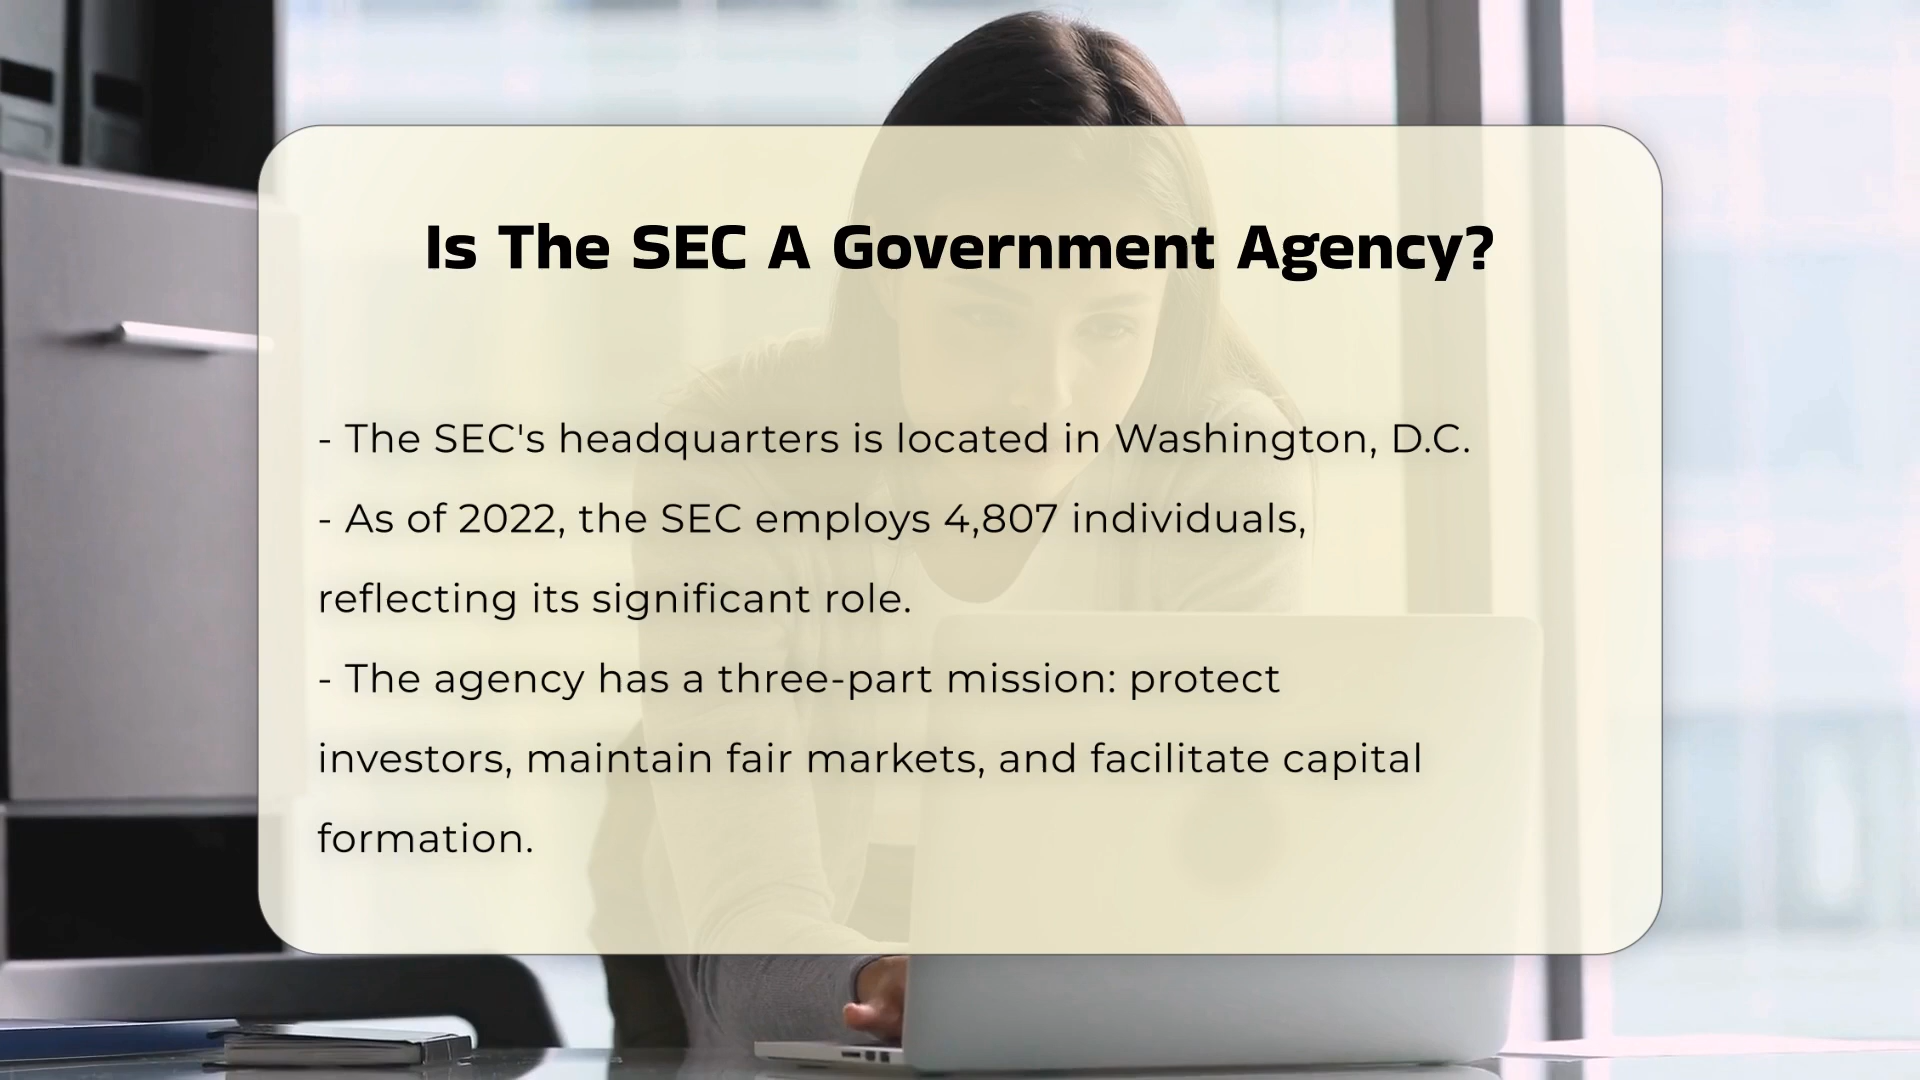 Is The SEC A Government Agency?
- The SEC's headquarters is located in Washington, D.C.
- As of 2022, the SEC employs 4,807 individuals,
reflecting its significant role.
- The agency has a three-part mission: protect
investors, maintain fair markets, and facilitate capital
formation.